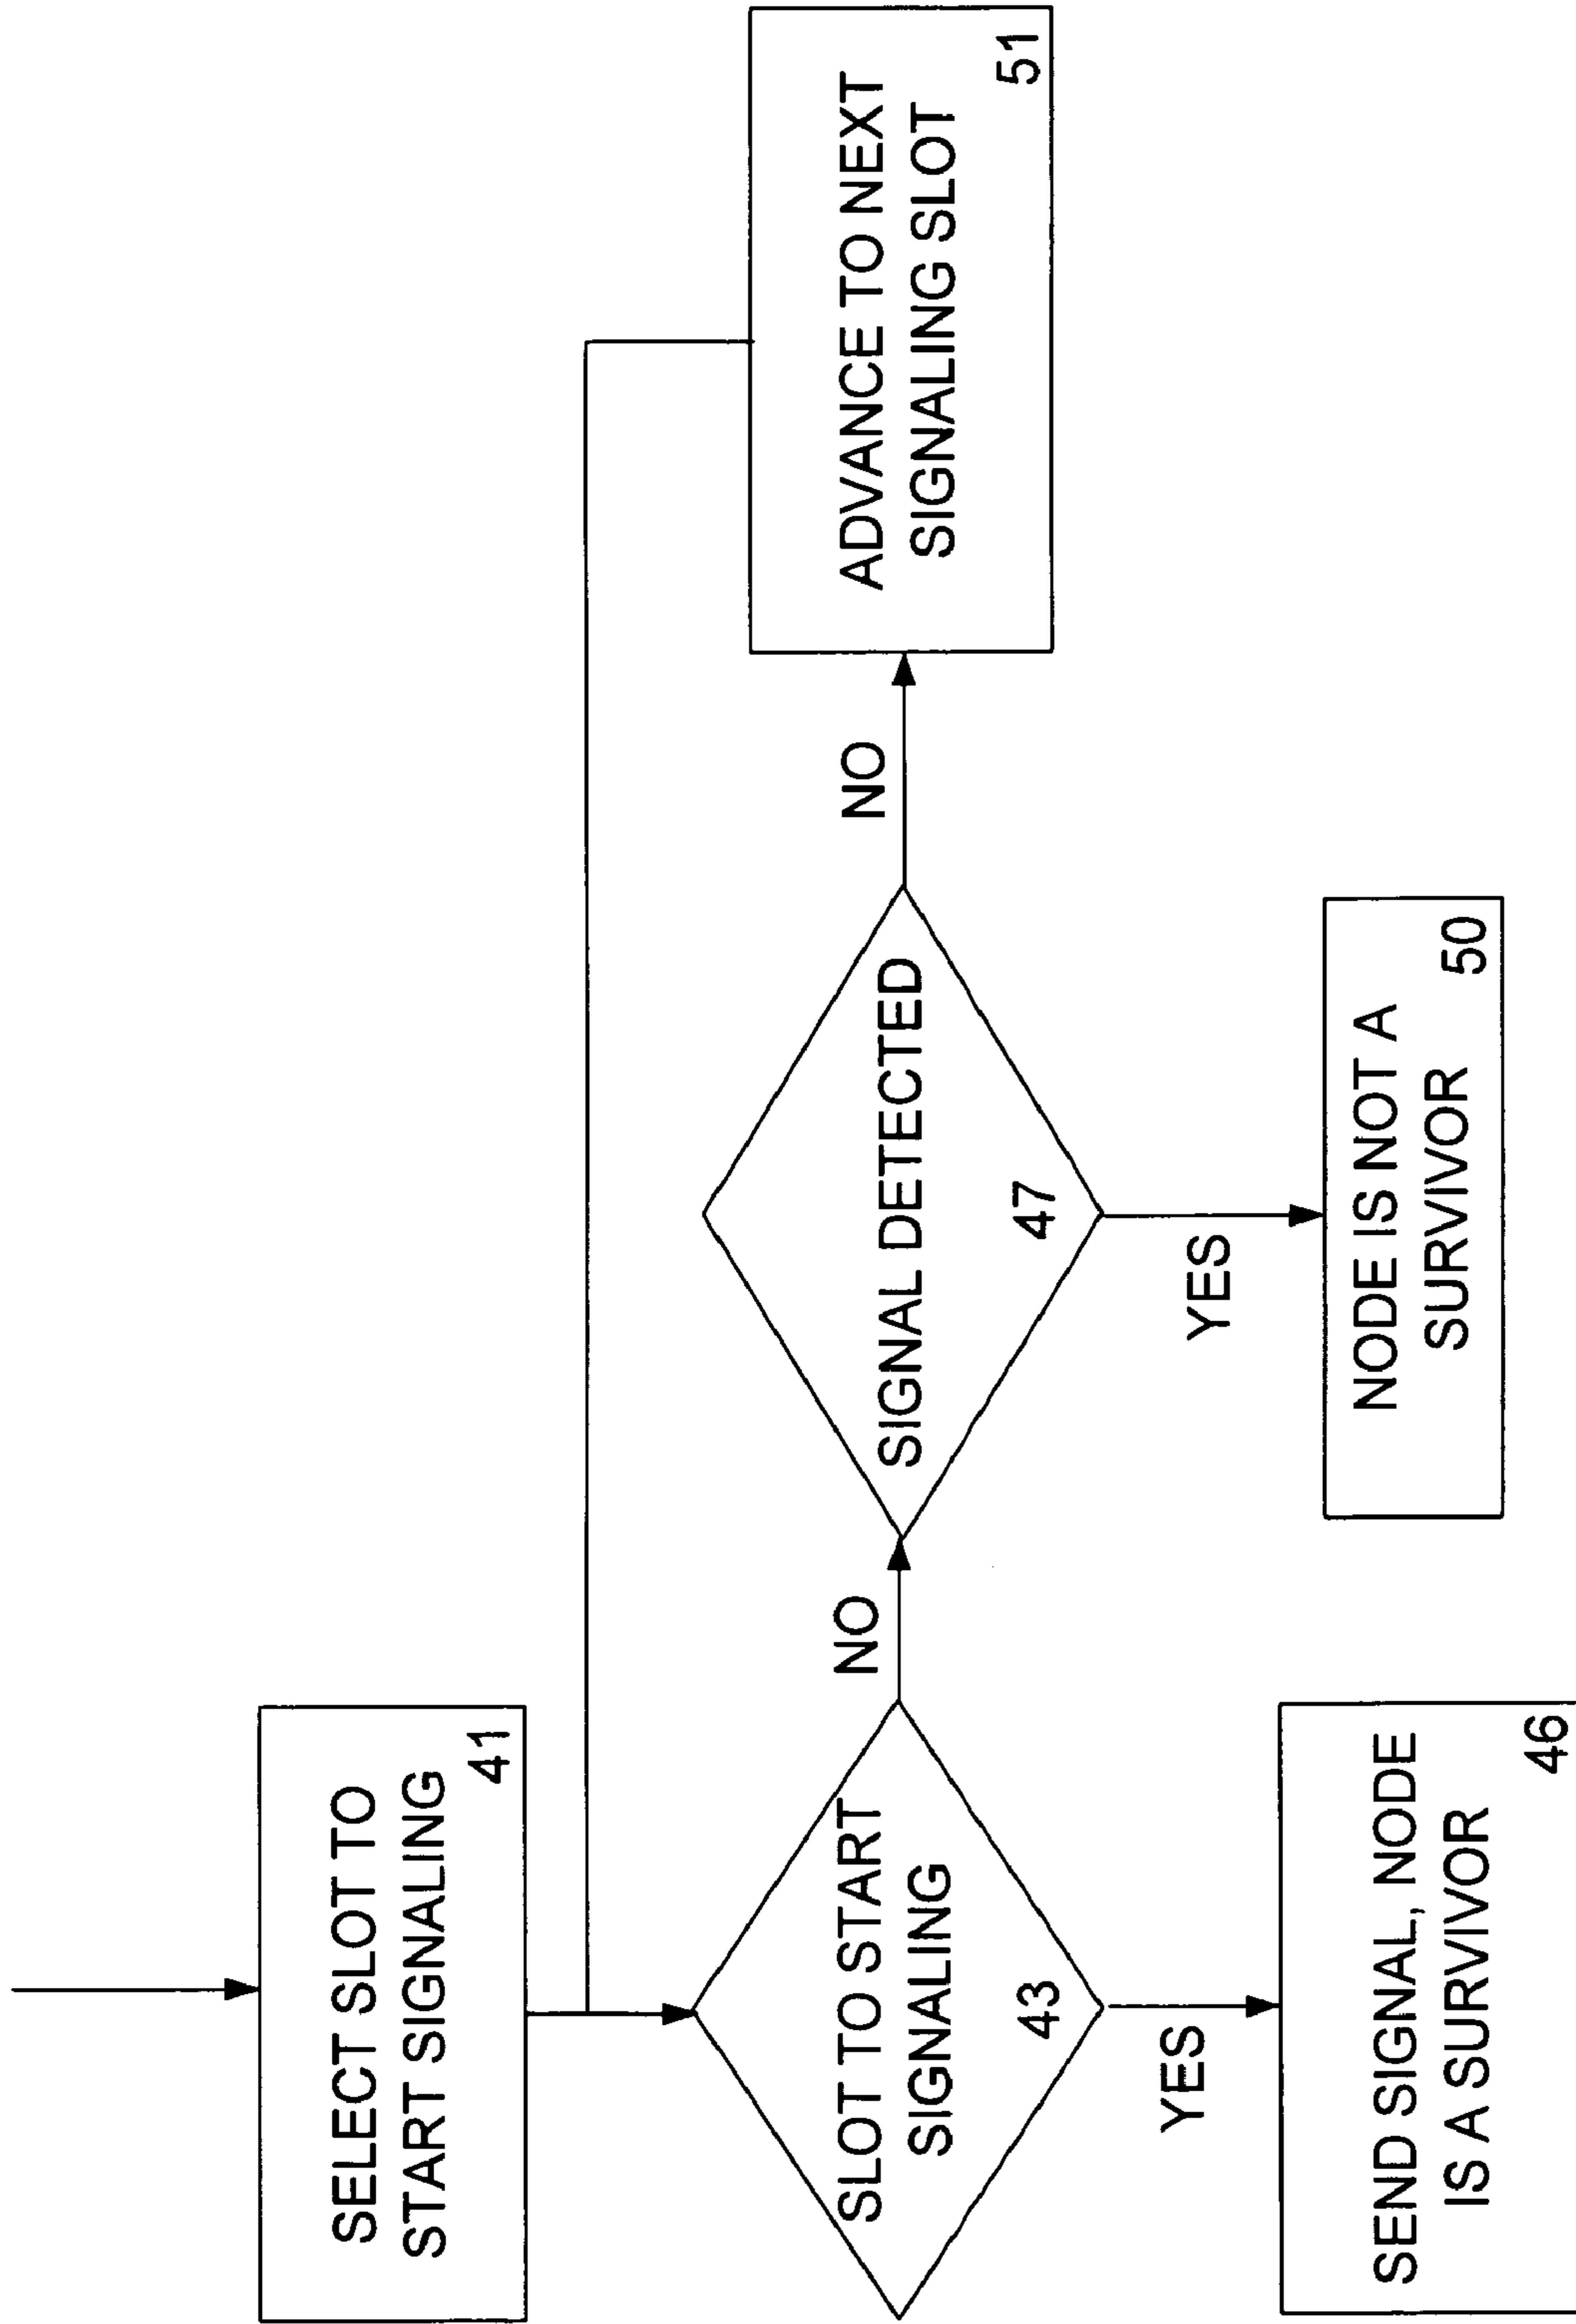 SELECT SLOT TO
START SIGNALING
41
SLOT TO START
SIGNALING
43
NO
YES
SEND SIGNAL, NODE
IS A SURVIVOR
46
SIGNAL DETECTED
47
NO
YES
NODE IS NOT A
SURVIVOR
50
ADVANCE TO NEXT
SIGNALING SLOT
51